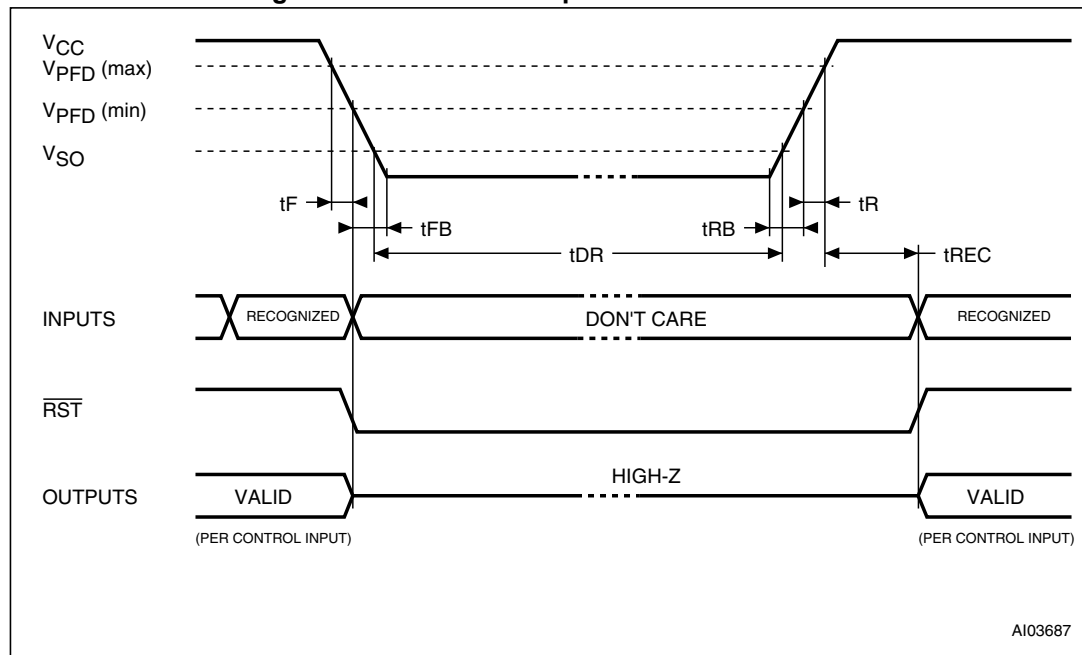 VCC
VPFD (max)
VPFD (min)
VSO
tF
tFB
tDR
tRB
tR
tREC
INPUTS
RECOGNIZED
DON'T CARE
RECOGNIZED
RST
HIGH-Z
OUTPUTS
VALID
VALID
(PER CONTROL INPUT)
(PER CONTROL INPUT)
AI03687